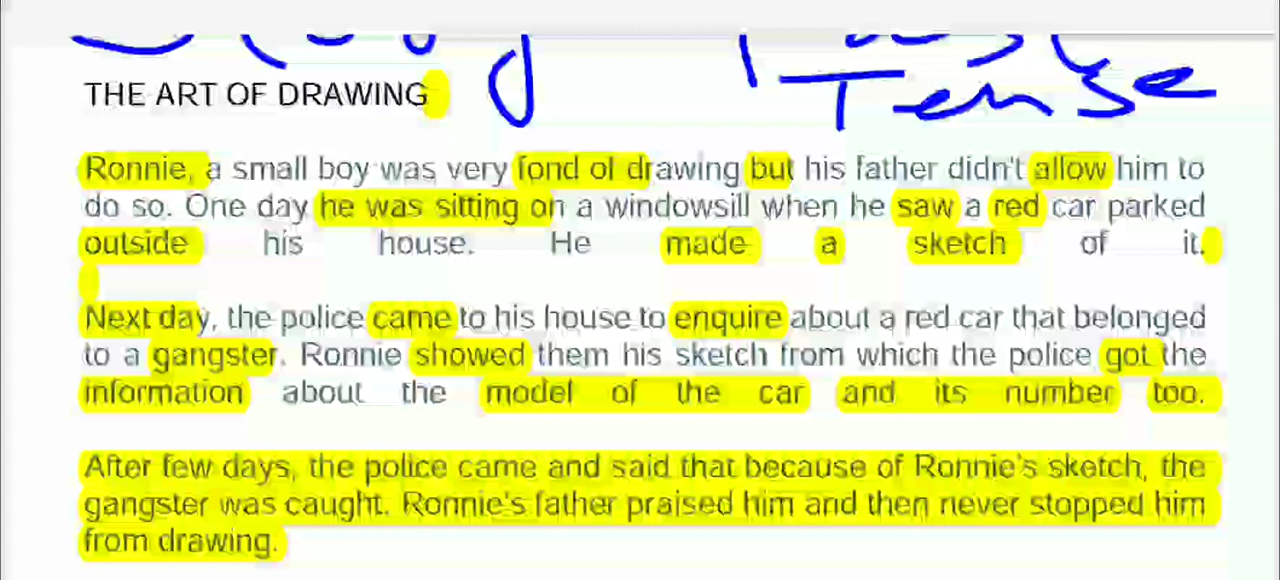 Past
Tense
THE ART OF DRAWING
Ronnie, a small boy was very fond of drawing but his father didn't allow him to
do so. One day he was sitting on a windowsill when he saw a red car parked
outside his house. He made a sketch of it.
Next day, the police came to his house to enquire about a red car that belonged
to a gangster. Ronnie showed them his sketch from which the police got the
information about the model of the car and its number too.
After few days, the police came and said that because of Ronnie's sketch, the
gangster was caught. Ronnie's father praised him and then never stopped him
from drawing.